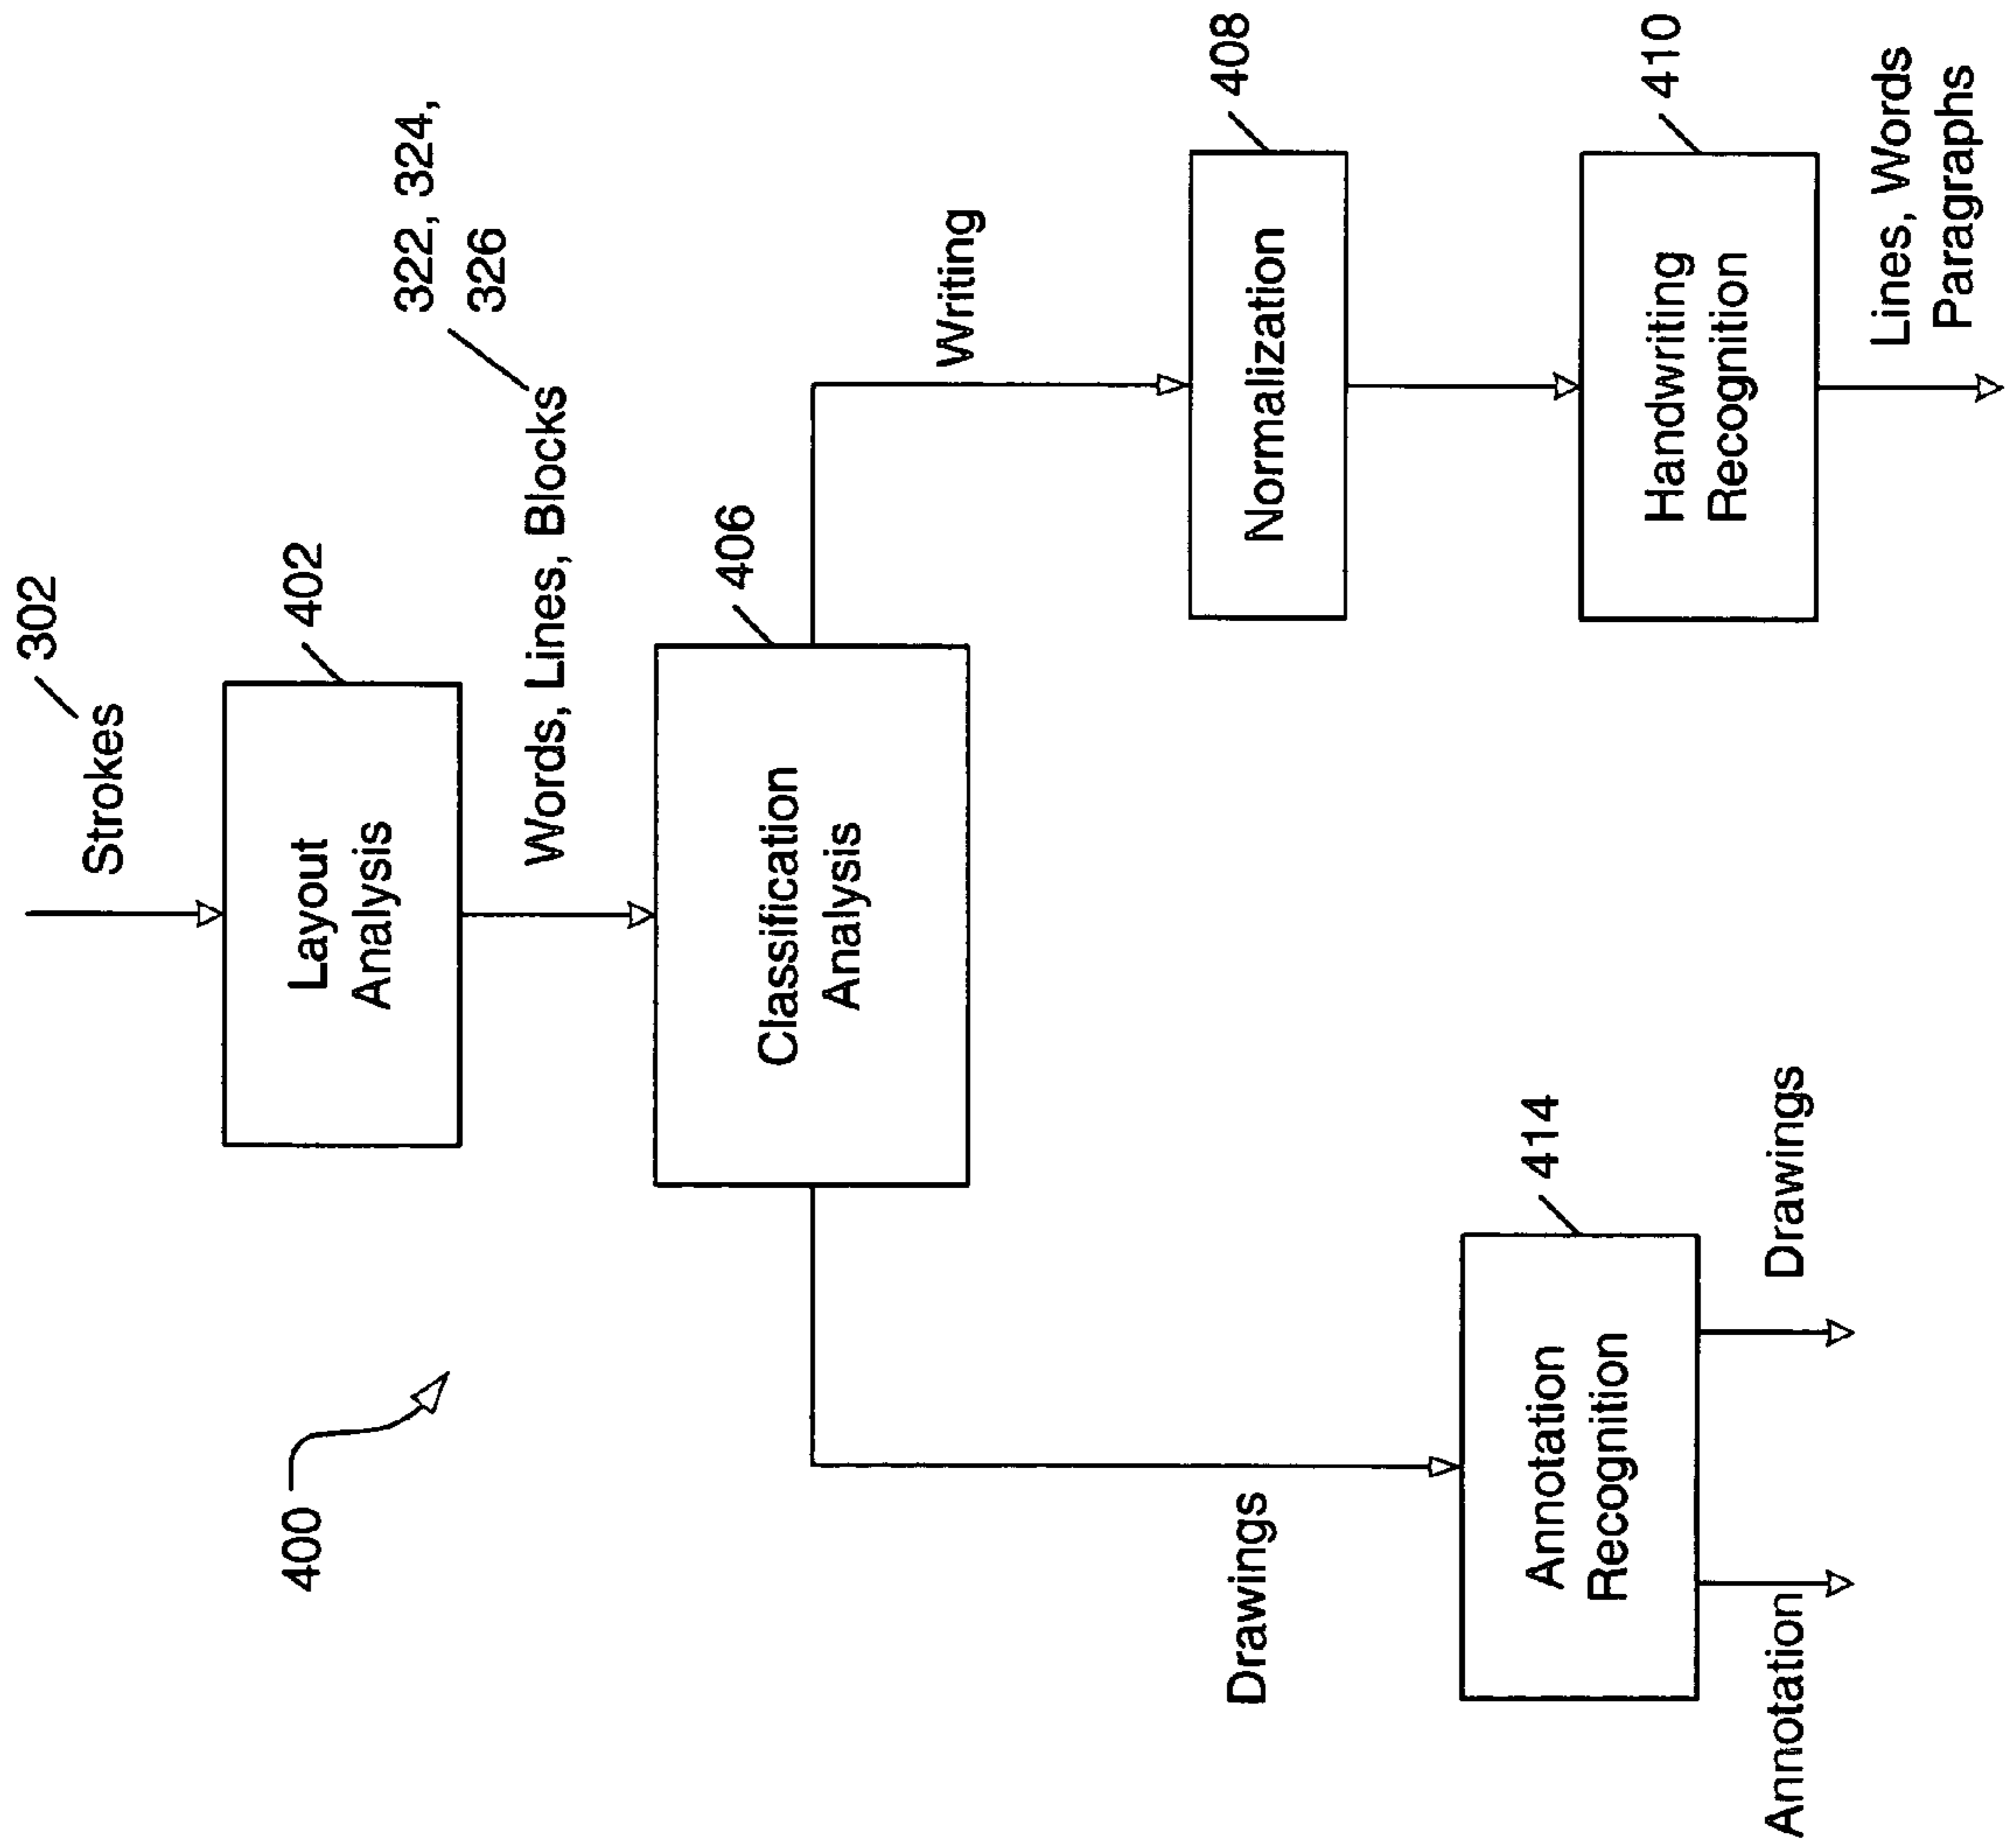 302
Strokes
400
402
Layout
Analysis
322, 324,
326
Words, Lines, Blocks
406
Classification
Analysis
Writing
408
Normalization
Drawings
414
Annotation
Recognition
410
Handwriting
Recognition
Annotation
Drawings
Lines, Words
Paragraphs